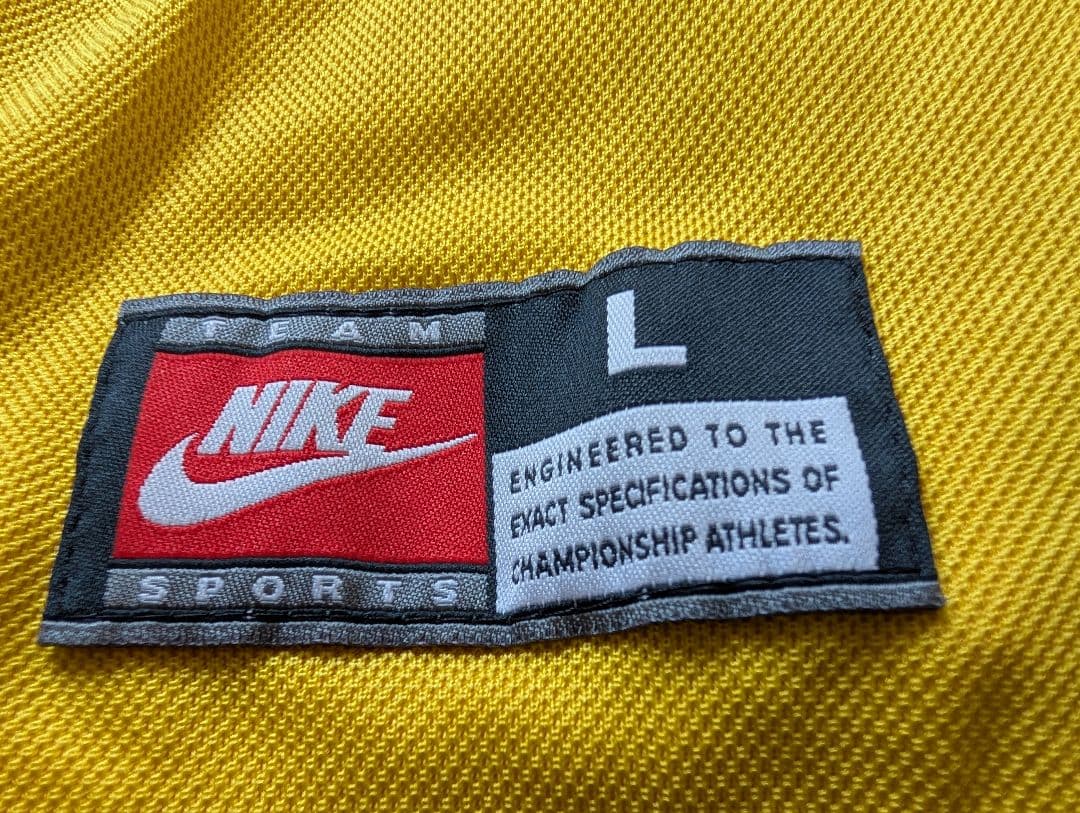 TEAM
NIKE
SPORTS
L
ENGINEERED TO THE
EXACT SPECIFICATIONS OF
CHAMPIONSHIP ATHLETES.